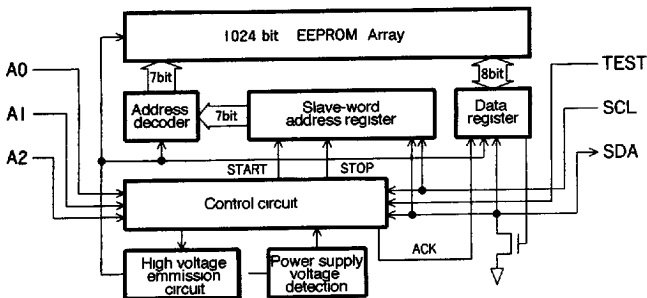 1024 bit EEPROM Array
A0
7bit
8bit
TEST
A1
Address
decoder
7bit
Slave-word
address register
Data
register
SCL
A2
START
STOP
SDA
Control circuit
ACK
High voltage
emmission
circuit
Power supply
voltage
detection